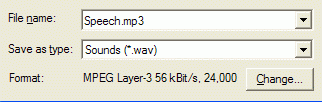 File name: Speech.mp3
Save as type: Sounds (*.wav)
Format: MPEG Layer-3 56 kBit/s, 24,000 Change...